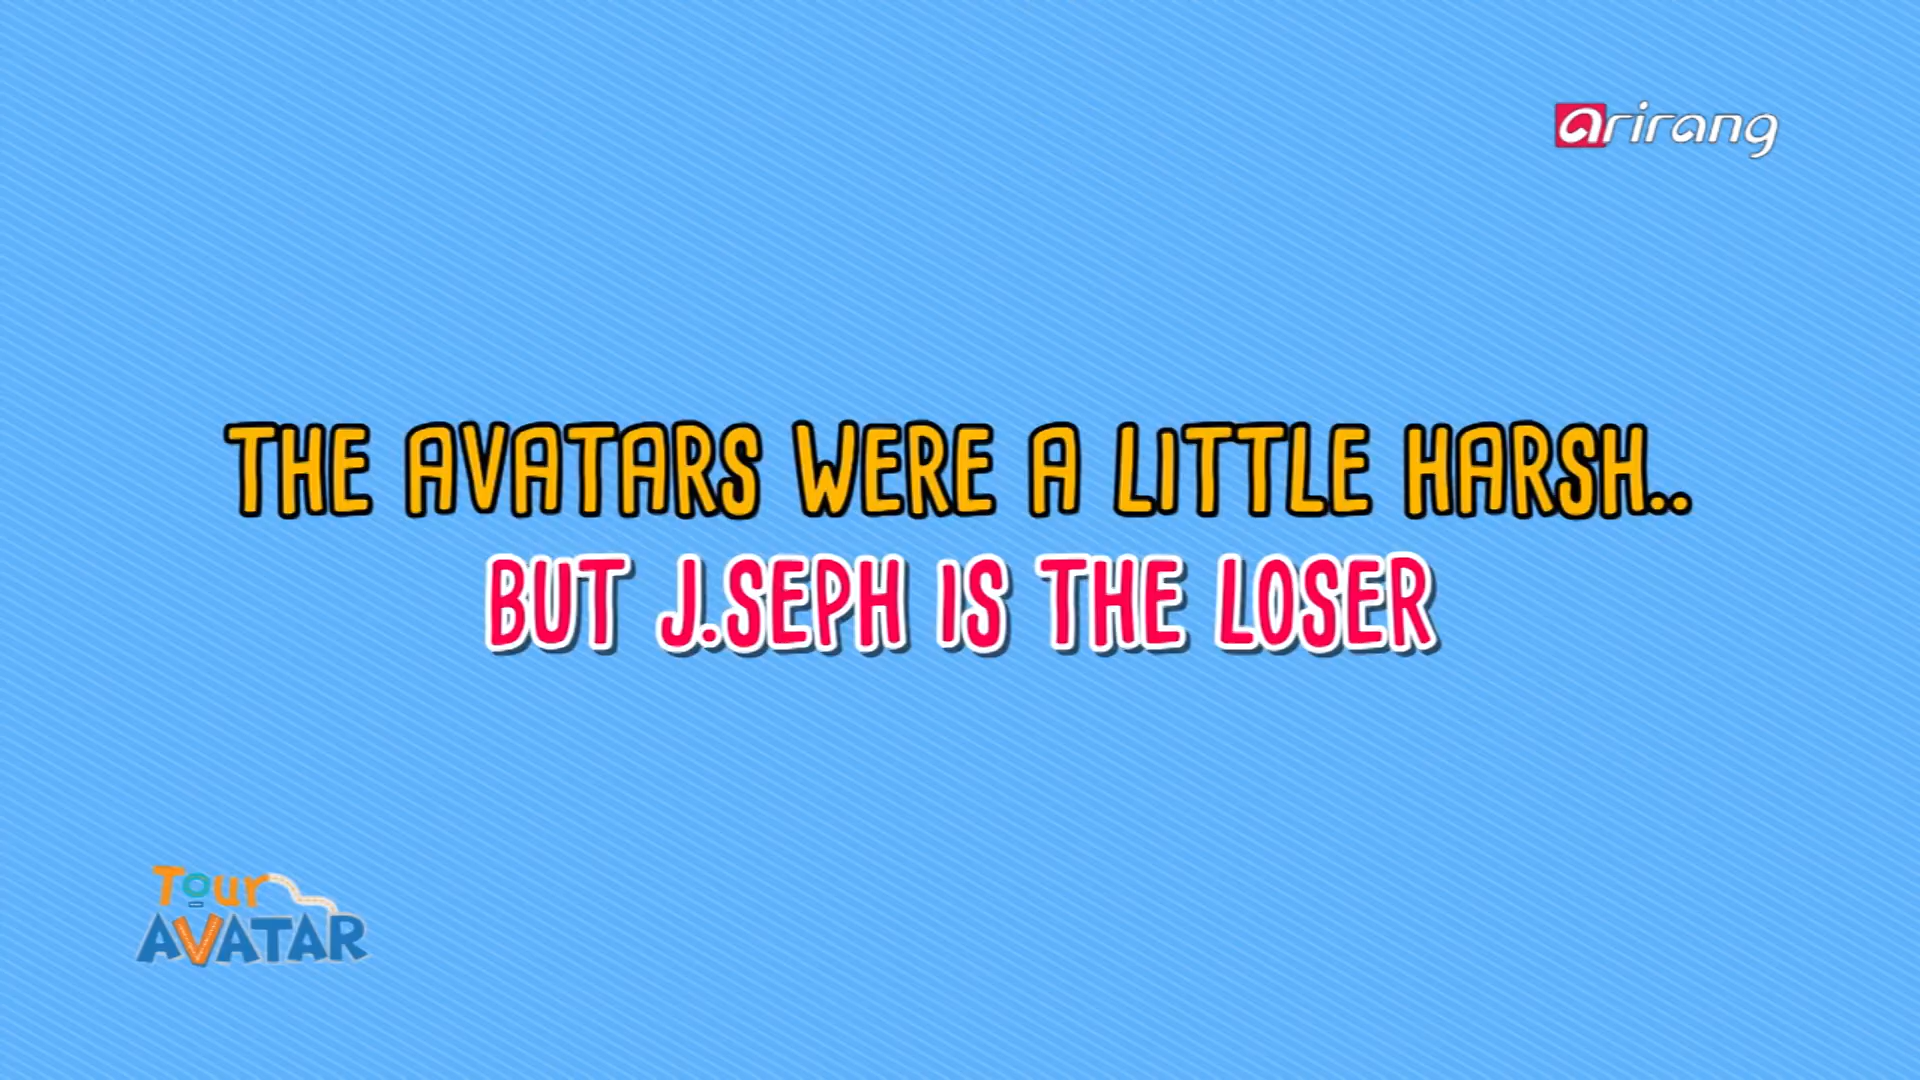 arirang
THE AVATARS WERE A LITTLE HARSH..
BUT J.SEPH IS THE LOSER
Tour
AVATAR